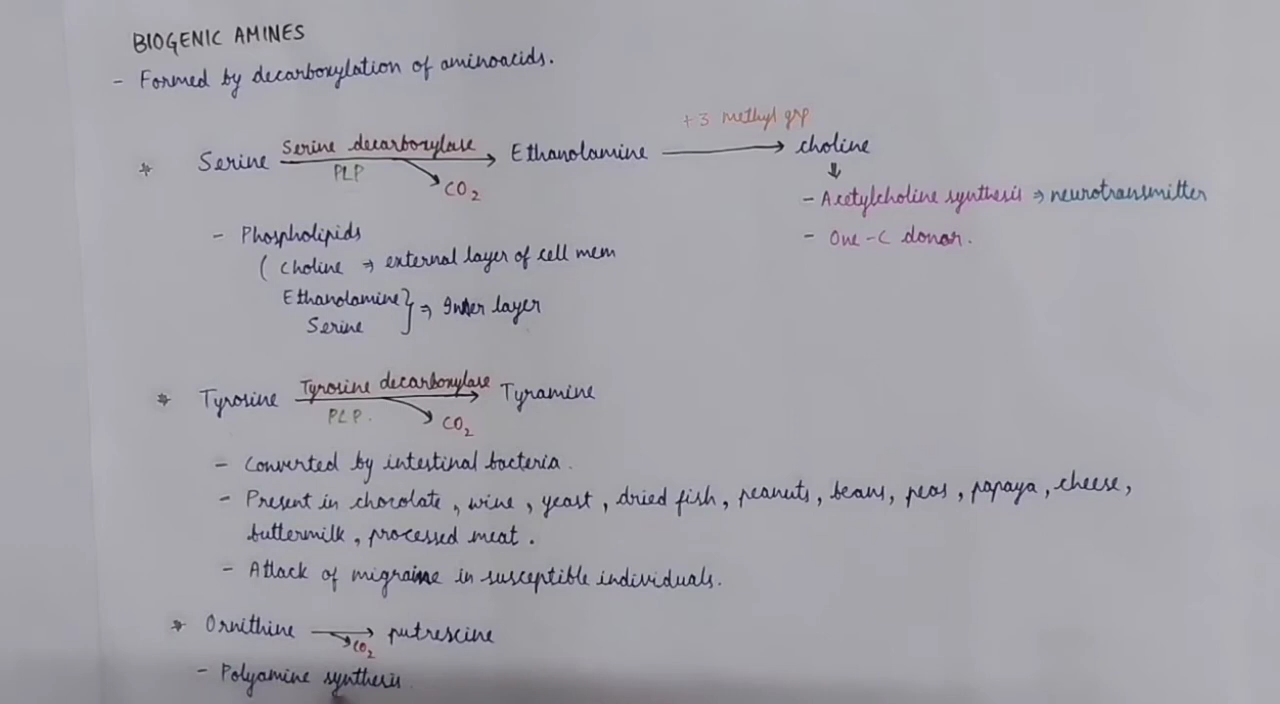 BIOGENIC AMINES
- Formed by decarboxylation of aminoacids.
+3 Methyl grp
* Serine Serine decarboxylase Ethanolamine → choline
PLP
CO2
⇓
- Acetylcholine synthesis ⇒ neurotransmitter
- One-C donor.
- Phospholipids
( Choline ⇒ external layer of cell mem
Ethanolamine } ⇒ Inner layer
Serine
* Tyrosine Tyrosine decarboxylase → Tyramine
PLP.
CO2
- Converted by intestinal bacteria.
- Present in chocolate, wine, yeast, dried fish, peanuts, beans, peas, papaya, cheese,
buttermilk, processed meat.
- Attack of migraine in susceptible individuals.
* Ornithine → putrescine
CO2
- Polyamine synthesis.